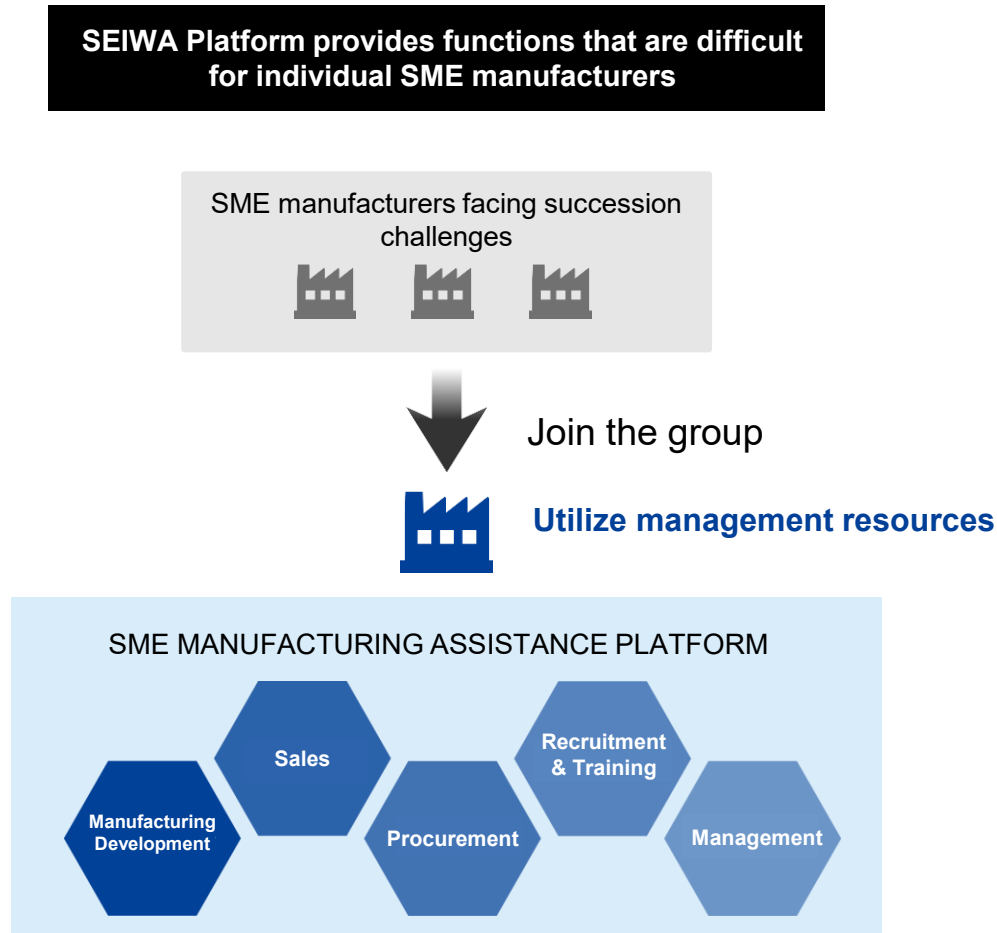 SEIWA Platform provides functions that are difficult
for individual SME manufacturers
SME manufacturers facing succession
challenges
Join the group
Utilize management resources
SME MANUFACTURING ASSISTANCE PLATFORM
Manufacturing
Development
Sales
Procurement
Recruitment
& Training
Management